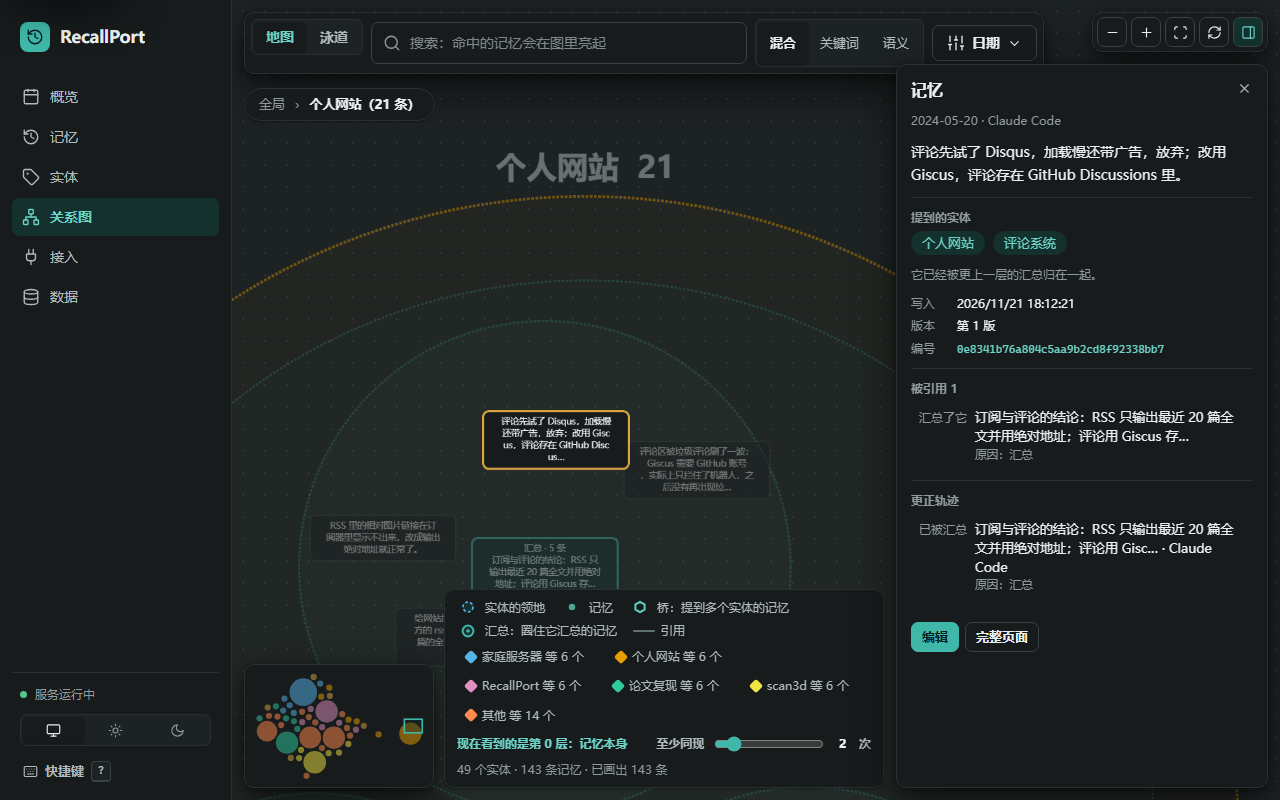 RecallPort
概览
记忆
实体
关系图
接入
数据
服务运行中
快捷键 ?
地图 泳道
搜索：命中的记忆会在图里亮起
混合 关键词 语义
日期
全局 › 个人网站（21 条）
个人网站 21
评论先试了 Disqus，加载慢
还带广告，放弃；改用 Gisc
us，评论存在 GitHub Disc
us...
评论区被垃圾评论刷了一波；
Giscus 需要 GitHub 账号
，实际上只拦住了机器人，之
后没有再出现垃...
RSS 里的相对图片链接在订
阅器里显示不出来，改成输出
绝对地址就正常了。
汇总 · 5 条
订阅与评论的结论：RSS 只
输出最近 20 篇全文并用绝对
地址；评论用 Giscus 存...
给网站
方的 rss
篇的全
实体的领地 记忆 桥：提到多个实体的记忆
汇总：圈住它汇总的记忆 引用
家庭服务器 等 6 个 个人网站 等 6 个
RecallPort 等 6 个 论文复现 等 6 个 scan3d 等 6 个
其他 等 14 个
现在看到的是第 0 层：记忆本身 至少同现 2 次
49 个实体 · 143 条记忆 · 已画出 143 条
记忆
2024-05-20 · Claude Code
评论先试了 Disqus，加载慢还带广告，放弃；改用
Giscus，评论存在 GitHub Discussions 里。
提到的实体
个人网站 评论系统
它已经被更上一层的汇总归在一起。
写入 2026/11/21 18:12:21
版本 第 1 版
编号 0e8341b76a804c5aa9b2cd8f92338bb7
被引用 1
汇总了它 订阅与评论的结论：RSS 只输出最近 20 篇全
文并用绝对地址；评论用 Giscus 存...
原因：汇总
更正轨迹
已被汇总 订阅与评论的结论：RSS 只输出最近 20 篇全
文并用绝对地址；评论用 Gisc... · Claude
Code
原因：汇总
编辑 完整页面